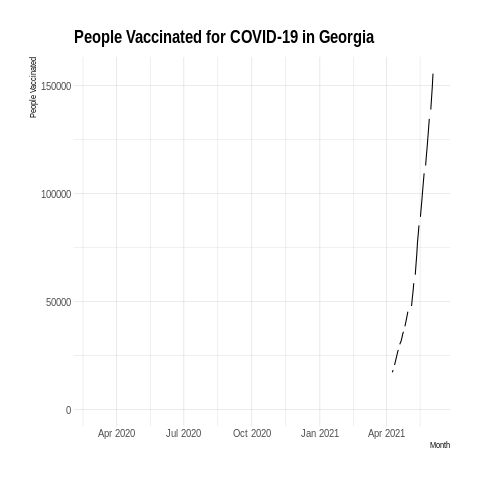 People Vaccinated for COVID-19 in Georgia
People Vaccinated
150000
100000
50000
0
Apr 2020 Jul 2020 Oct 2020 Jan 2021 Apr 2021
Month